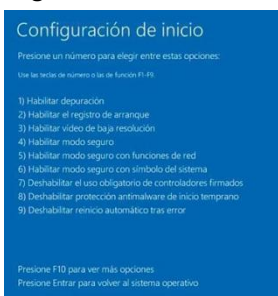 Configuración de inicio
Presione un número para elegir entre estas opciones:
Use las teclas de número o las de función F1-F9.
1) Habilitar depuración
2) Habilitar el registro de arranque
3) Habilitar vídeo de baja resolución
4) Habilitar modo seguro
5) Habilitar modo seguro con funciones de red
6) Habilitar modo seguro con símbolo del sistema
7) Deshabilitar el uso obligatorio de controladores firmados
8) Deshabilitar protección antimalware de inicio temprano
9) Deshabilitar reinicio automático tras error
Presione F10 para ver más opciones
Presione Entrar para volver al sistema operativo